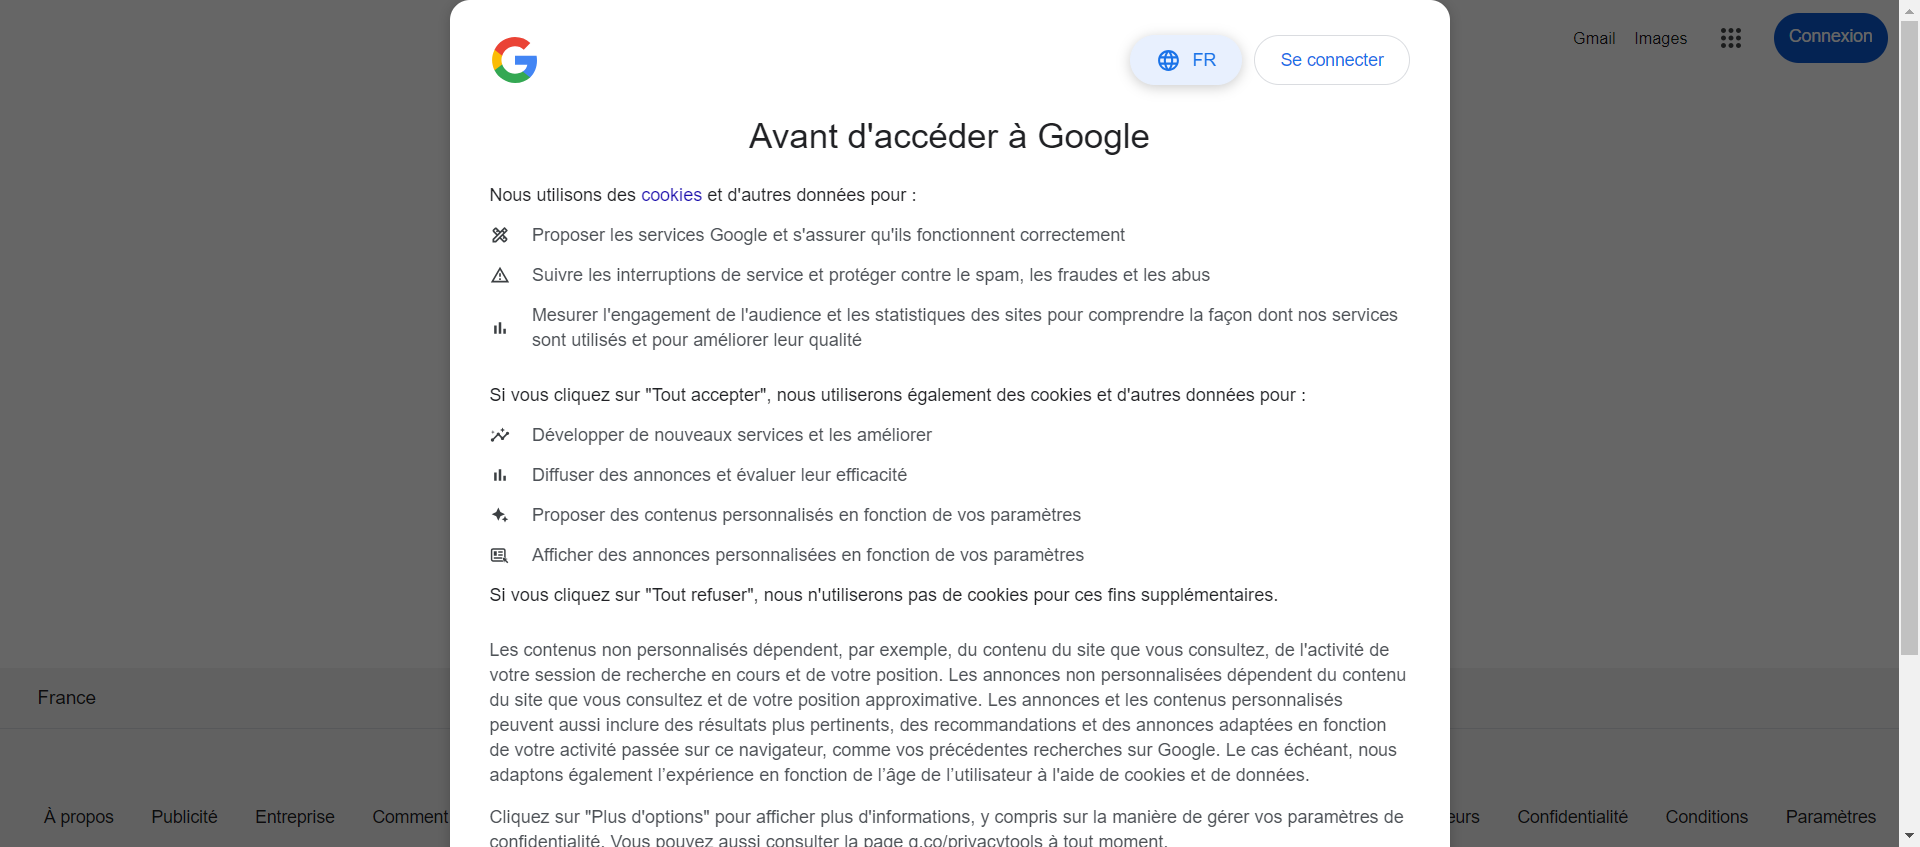 Gmail Images Connexion
FR Se connecter
Avant d'accéder à Google
Nous utilisons des cookies et d'autres données pour :
Proposer les services Google et s'assurer qu'ils fonctionnent correctement
Suivre les interruptions de service et protéger contre le spam, les fraudes et les abus
Mesurer l'engagement de l'audience et les statistiques des sites pour comprendre la façon dont nos services
sont utilisés et pour améliorer leur qualité
Si vous cliquez sur "Tout accepter", nous utiliserons également des cookies et d'autres données pour :
Développer de nouveaux services et les améliorer
Diffuser des annonces et évaluer leur efficacité
Proposer des contenus personnalisés en fonction de vos paramètres
Afficher des annonces personnalisées en fonction de vos paramètres
Si vous cliquez sur "Tout refuser", nous n'utiliserons pas de cookies pour ces fins supplémentaires.
Les contenus non personnalisés dépendent, par exemple, du contenu du site que vous consultez, de l'activité de
votre session de recherche en cours et de votre position. Les annonces non personnalisées dépendent du contenu
du site que vous consultez et de votre position approximative. Les annonces et les contenus personnalisés
peuvent aussi inclure des résultats plus pertinents, des recommandations et des annonces adaptées en fonction
de votre activité passée sur ce navigateur, comme vos précédentes recherches sur Google. Le cas échéant, nous
adaptons également l’expérience en fonction de l’âge de l’utilisateur à l'aide de cookies et de données.
Cliquez sur "Plus d'options" pour afficher plus d'informations, y compris sur la manière de gérer vos paramètres de
confidentialité. Vous pouvez aussi consulter la page g.co/privacytools à tout moment.
France
À propos Publicité Entreprise Comment eurs Confidentialité Conditions Paramètres